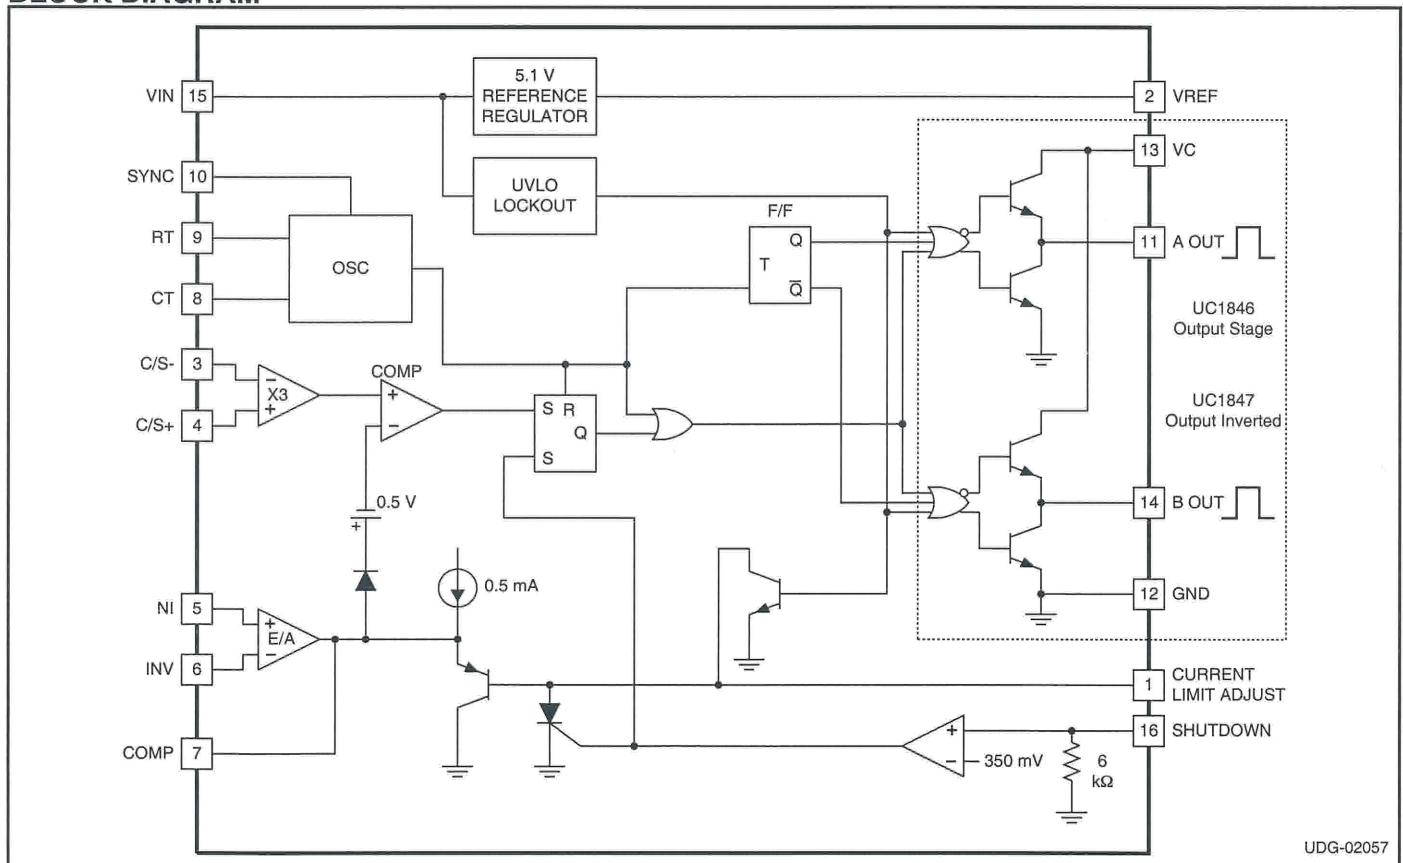 BLOCK DIAGRAM
VIN 15
5.1 V
REFERENCE
REGULATOR
2 VREF
13 VC
SYNC 10
UVLO
LOCKOUT
F/F
RT 9
OSC
T
Q
Q̅
11 A OUT
CT 8
UC1846
Output Stage
C/S- 3
−
X3
+
C/S+ 4
COMP
+
−
S R
Q
S
UC1847
Output Inverted
0.5 V
+
14 B OUT
0.5 mA
NI 5
+
E/A
−
INV 6
12 GND
1 CURRENT
LIMIT ADJUST
16 SHUTDOWN
COMP 7
+
−
350 mV
6
kΩ
UDG-02057